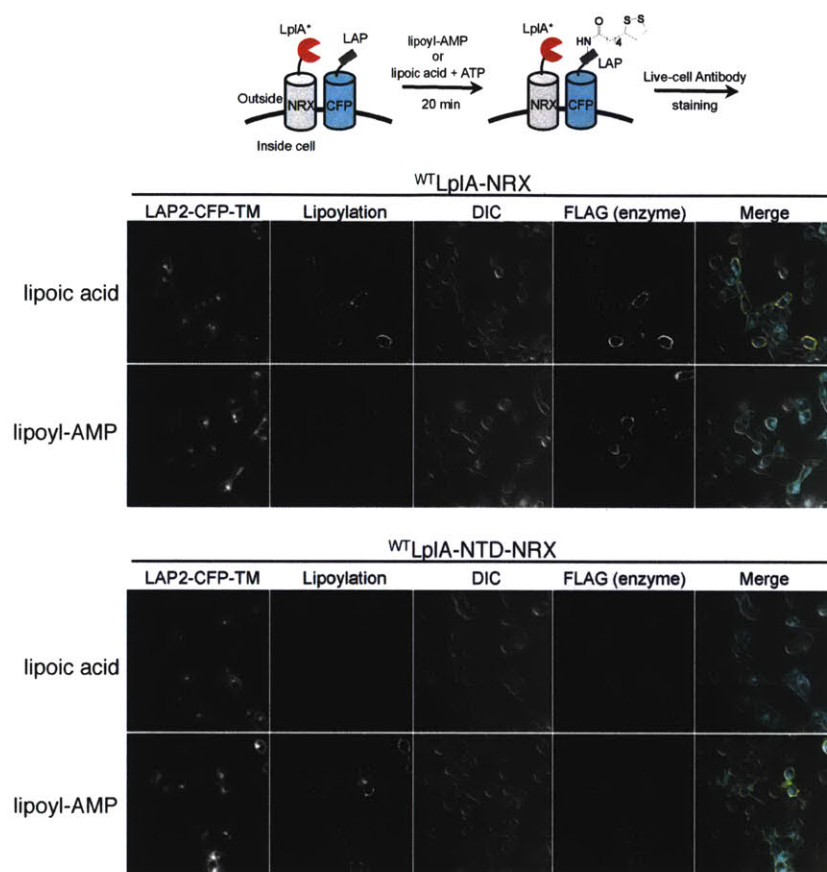 LplA*
LAP
lipoyl-AMP
or
lipoic acid + ATP
20 min
Outside
NRX
CFP
Inside cell
LplA*
O
S-S
HN
4
LAP
NRX
CFP
Live-cell Antibody
staining
WTLplA-NRX
LAP2-CFP-TM Lipoylation DIC FLAG (enzyme) Merge
lipoic acid
lipoyl-AMP
WTLplA-NTD-NRX
LAP2-CFP-TM Lipoylation DIC FLAG (enzyme) Merge
lipoic acid
lipoyl-AMP